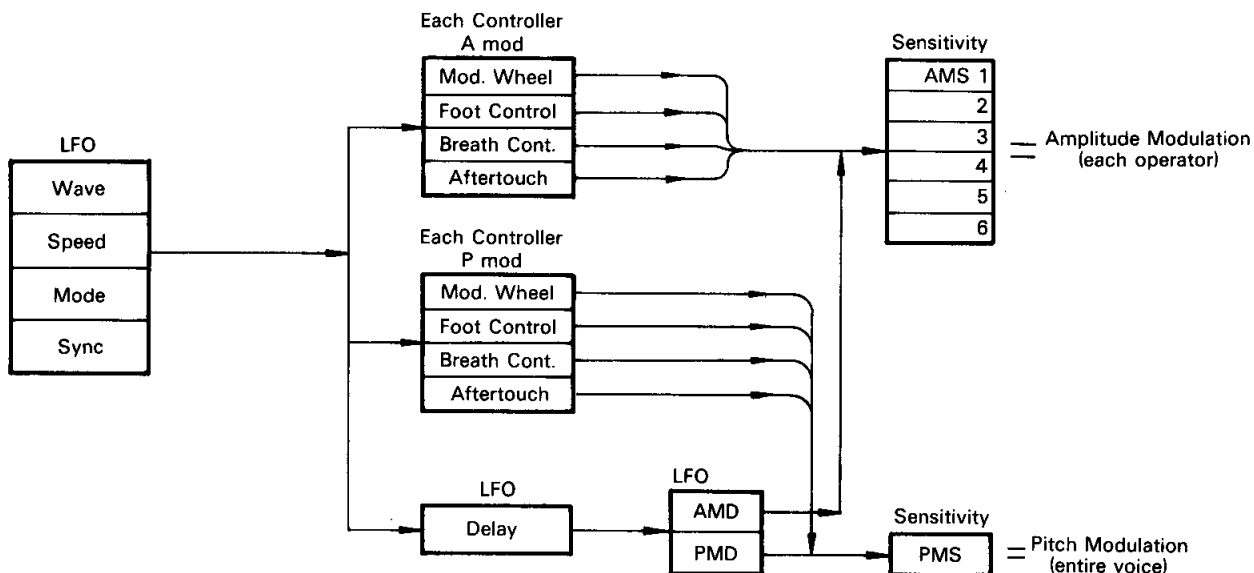 LFO
Wave
Speed
Mode
Sync
Each Controller
A mod
Mod. Wheel
Foot Control
Breath Cont.
Aftertouch
Each Controller
P mod
Mod. Wheel
Foot Control
Breath Cont.
Aftertouch
LFO
Delay
LFO
AMD
PMD
Sensitivity
AMS 1
2
3
4
5
6
= Amplitude Modulation
(each operator)
Sensitivity
PMS
= Pitch Modulation
(entire voice)